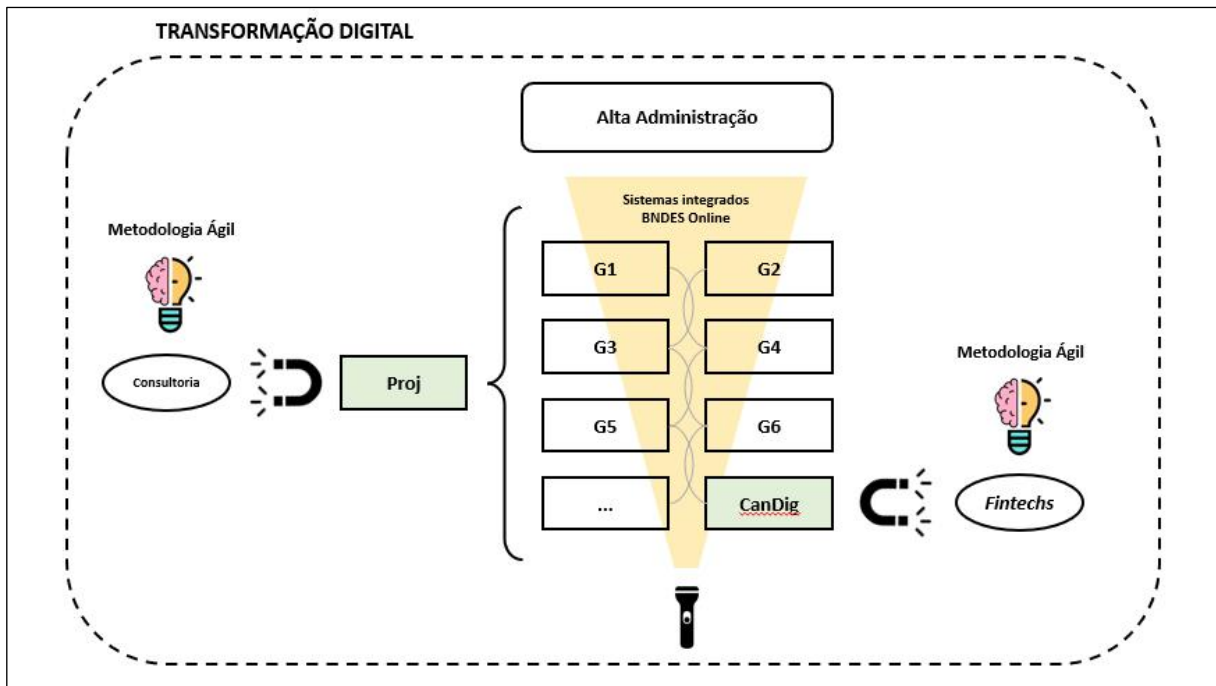 TRANSFORMAÇÃO DIGITAL
Alta Administração
Sistemas integrados
BNDES Online
Metodologia Ágil
G1
G2
G3
G4
Metodologia Ágil
Consultoria
Proj
G5
G6
...
CanDig
Fintechs